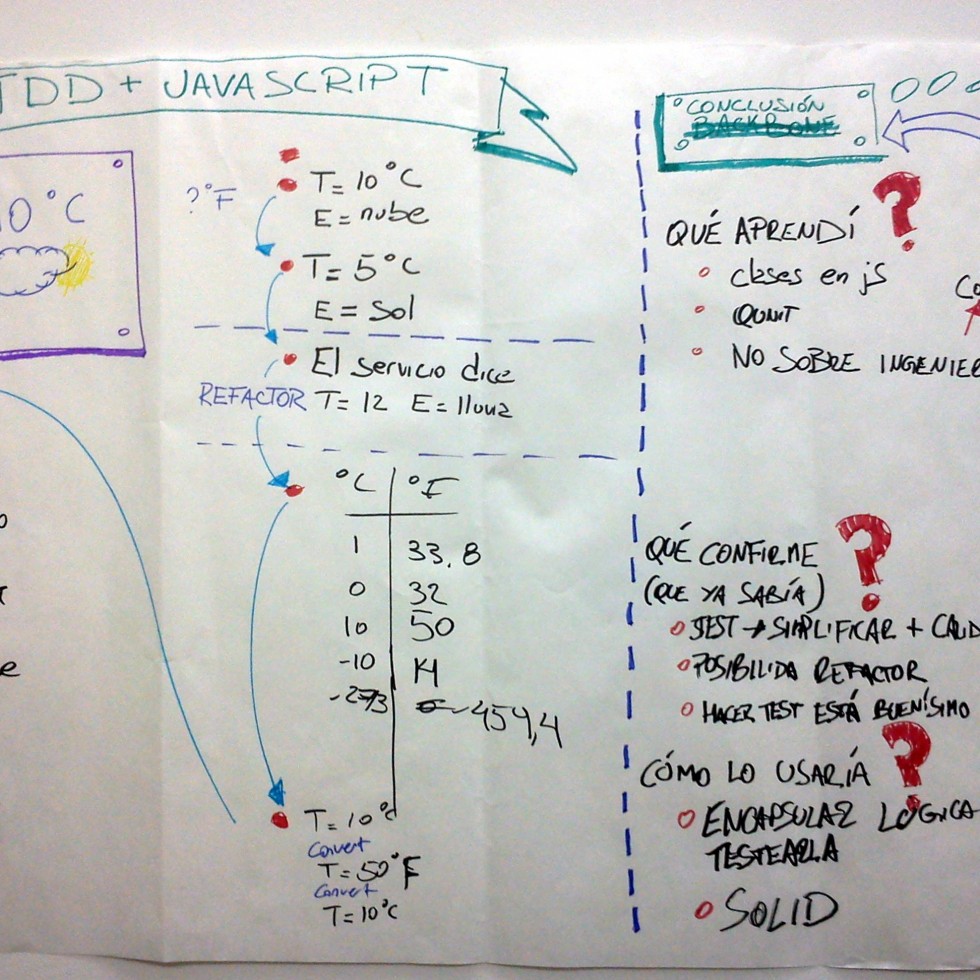 TDD + JAVASCRIPT
10°C
?°F
T= 10°C
E= nube
T= 5°C
E= Sol
El servicio dice
REFACTOR T= 12 E= lluvia
°C °F
1 33,8
0 32
10 50
-10 14
-273 -459,4
T= 10°C
Convert
T= 50°F
Convert
T= 10°C
CONCLUSIÓN
BACKBONE
QUÉ APRENDÍ ?
clases en jS
QUNIT
NO SOBRE INGENIER
CO
QUÉ CONFIRME ?
(QUE YA SABÍA)
TEST → SIMPLIFICAR + CALID
POSIBILIDA REFACTOR
HACER TEST ESTÁ BUENÍSIMO
CÓMO LO USARÍA ?
ENCAPSULAR LÓGICA
TESTEARLA
SOLID